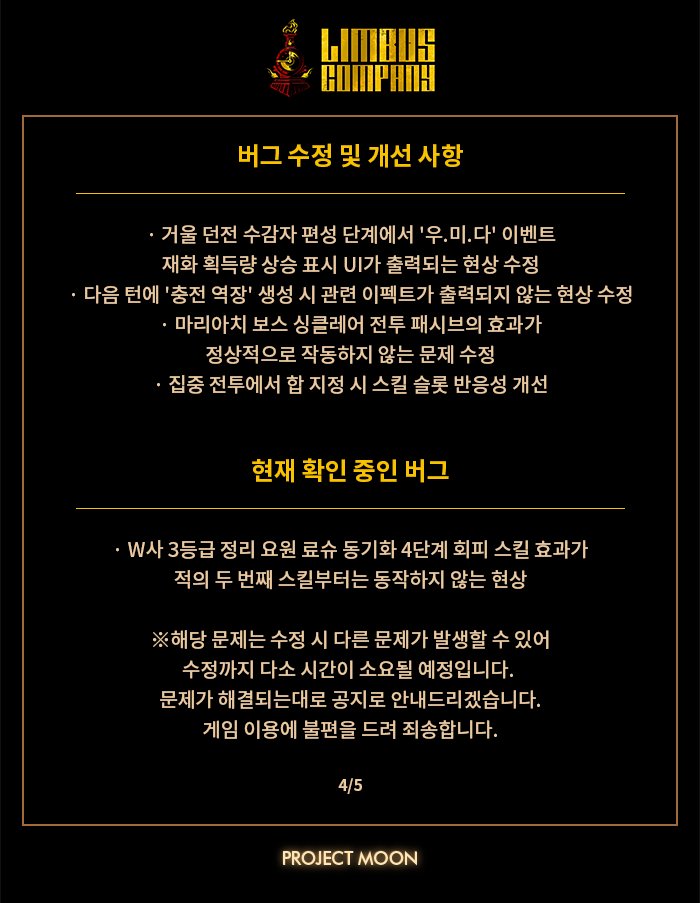 LIMBUS
COMPANY
버그 수정 및 개선 사항
· 거울 던전 수감자 편성 단계에서 '우.미.다' 이벤트
재화 획득량 상승 표시 UI가 출력되는 현상 수정
· 다음 턴에 '충전 역장' 생성 시 관련 이펙트가 출력되지 않는 현상 수정
· 마리아치 보스 싱클레어 전투 패시브의 효과가
정상적으로 작동하지 않는 문제 수정
· 집중 전투에서 합 지정 시 스킬 슬롯 반응성 개선
현재 확인 중인 버그
· W사 3등급 정리 요원 료슈 동기화 4단계 회피 스킬 효과가
적의 두 번째 스킬부터는 동작하지 않는 현상
※해당 문제는 수정 시 다른 문제가 발생할 수 있어
수정까지 다소 시간이 소요될 예정입니다.
문제가 해결되는대로 공지로 안내드리겠습니다.
게임 이용에 불편을 드려 죄송합니다.
4/5
PROJECT MOON